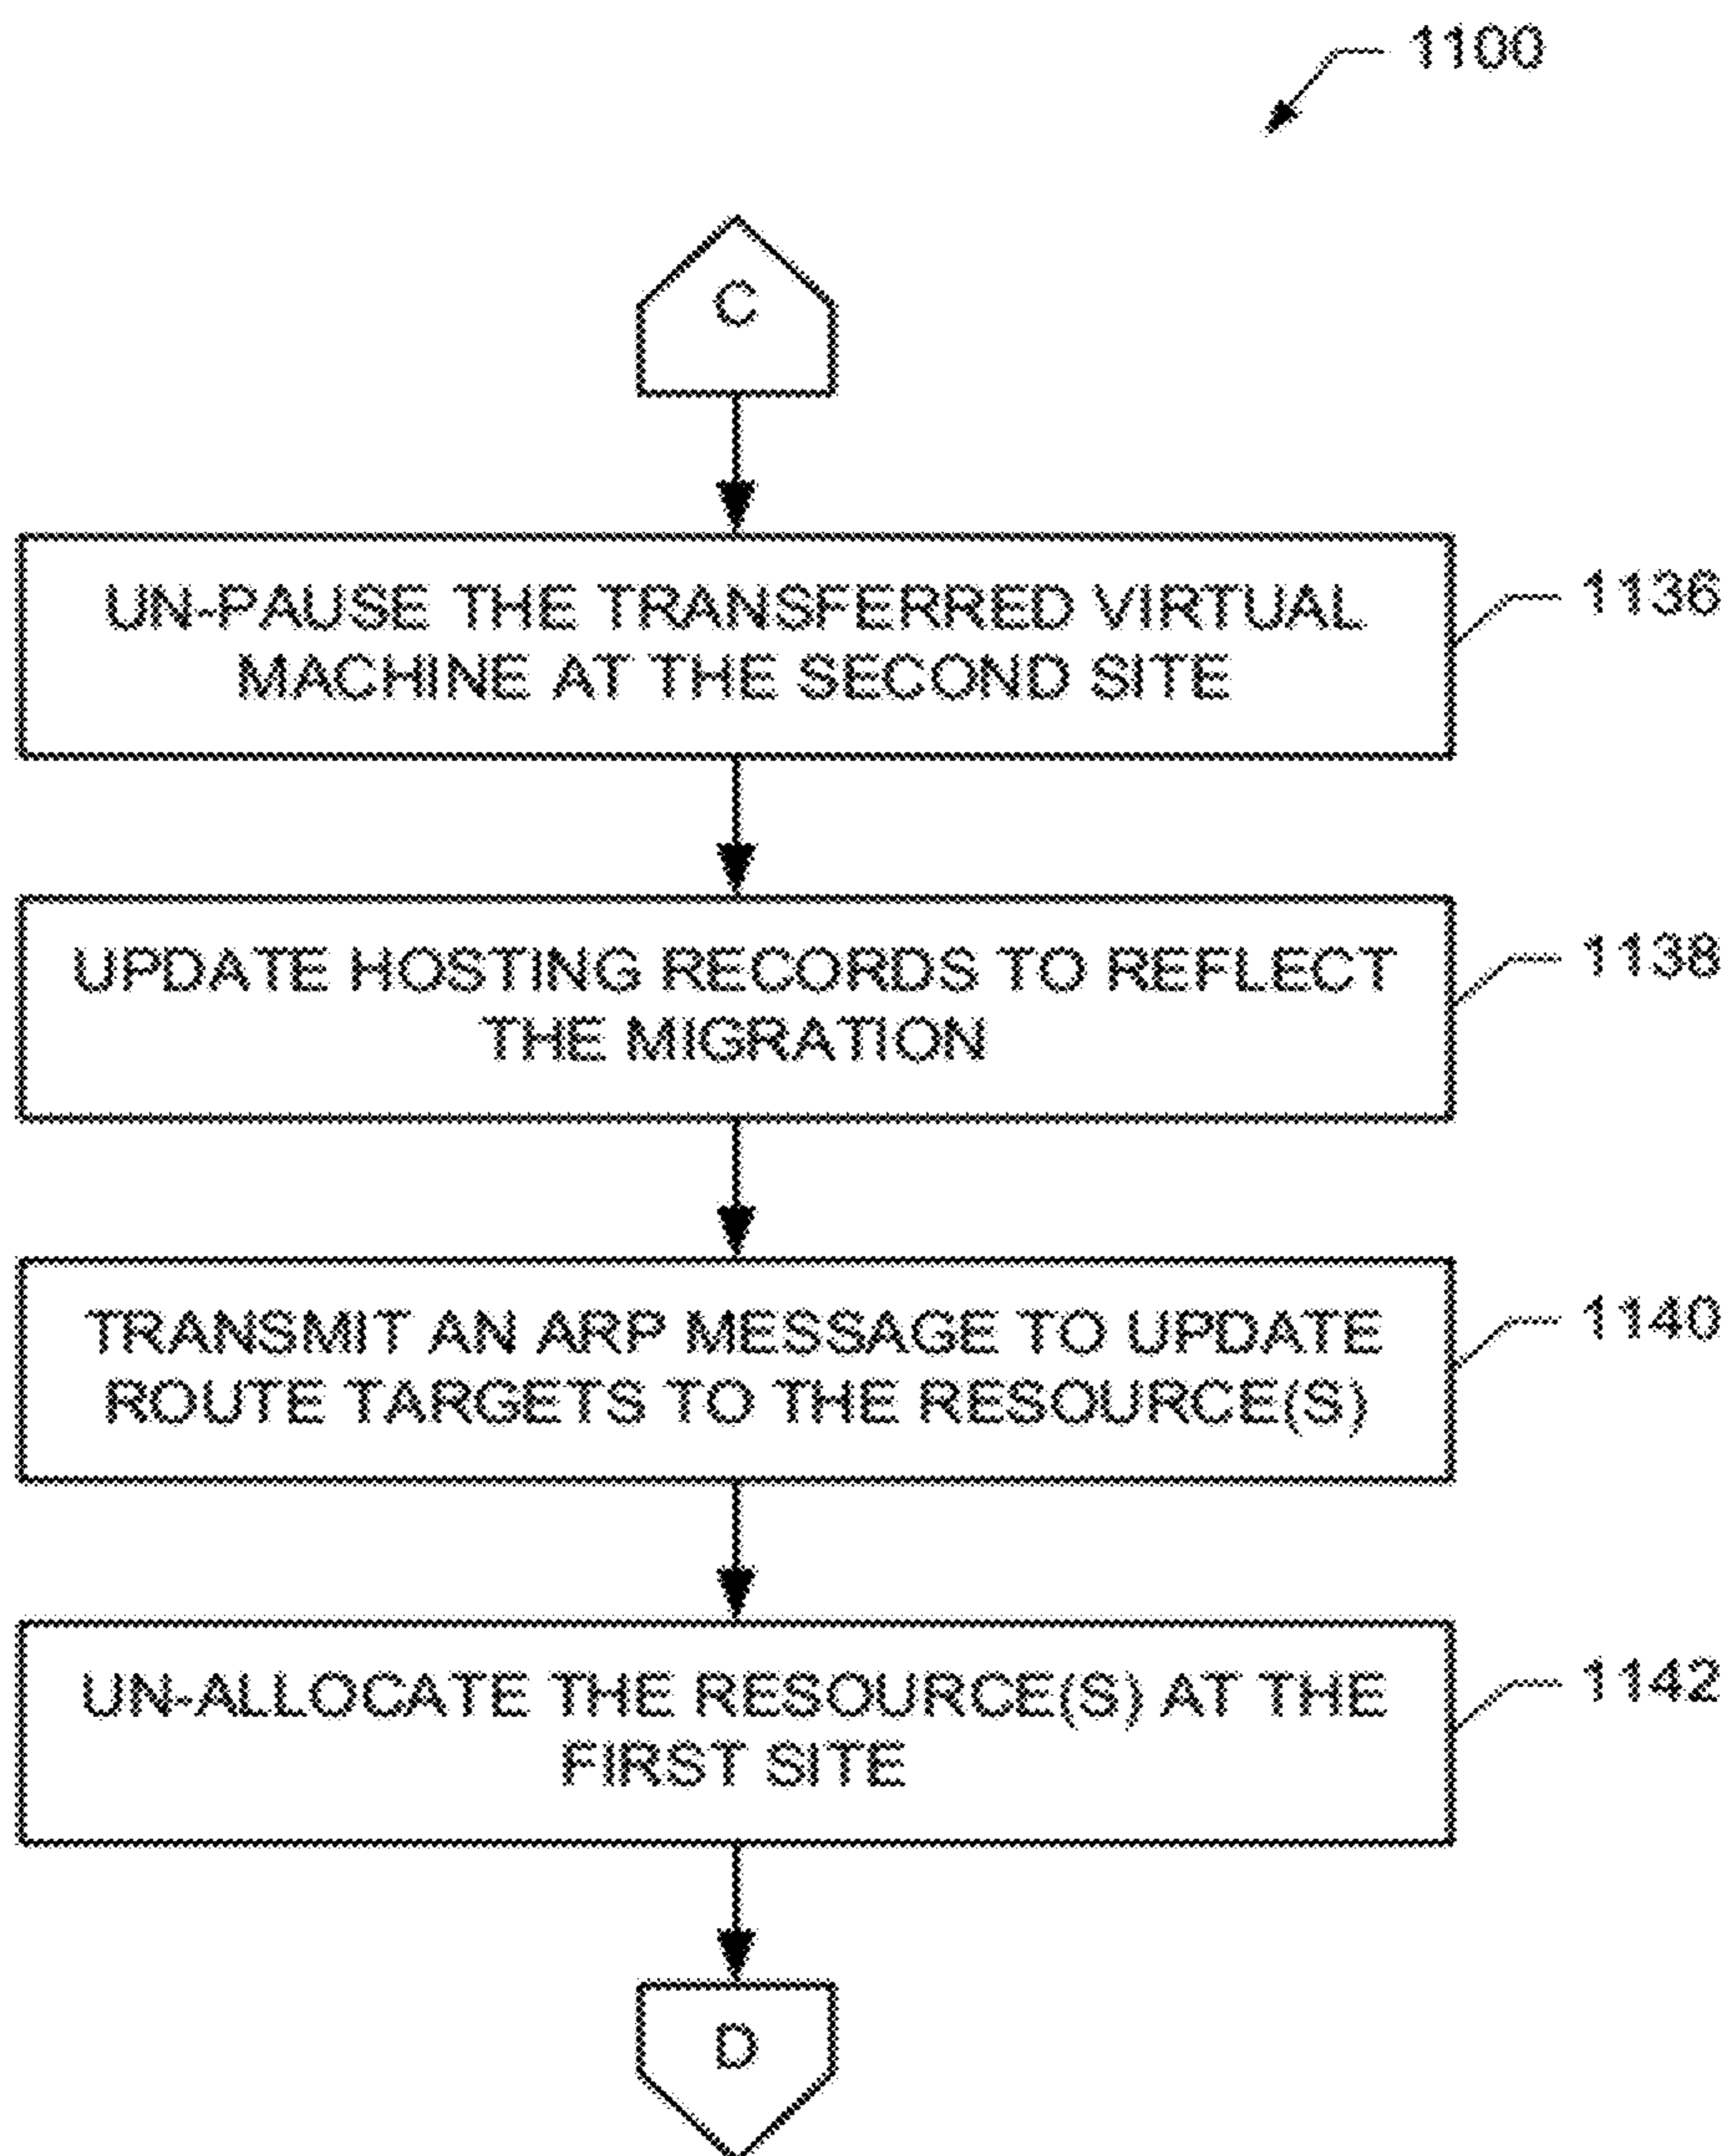 1100
C
UN-PAUSE THE TRANSFERRED VIRTUAL
MACHINE AT THE SECOND SITE
1136
UPDATE HOSTING RECORDS TO REFLECT
THE MIGRATION
1138
TRANSMIT AN ARP MESSAGE TO UPDATE
ROUTE TARGETS TO THE RESOURCE(S)
1140
UN-ALLOCATE THE RESOURCE(S) AT THE
FIRST SITE
1142
D